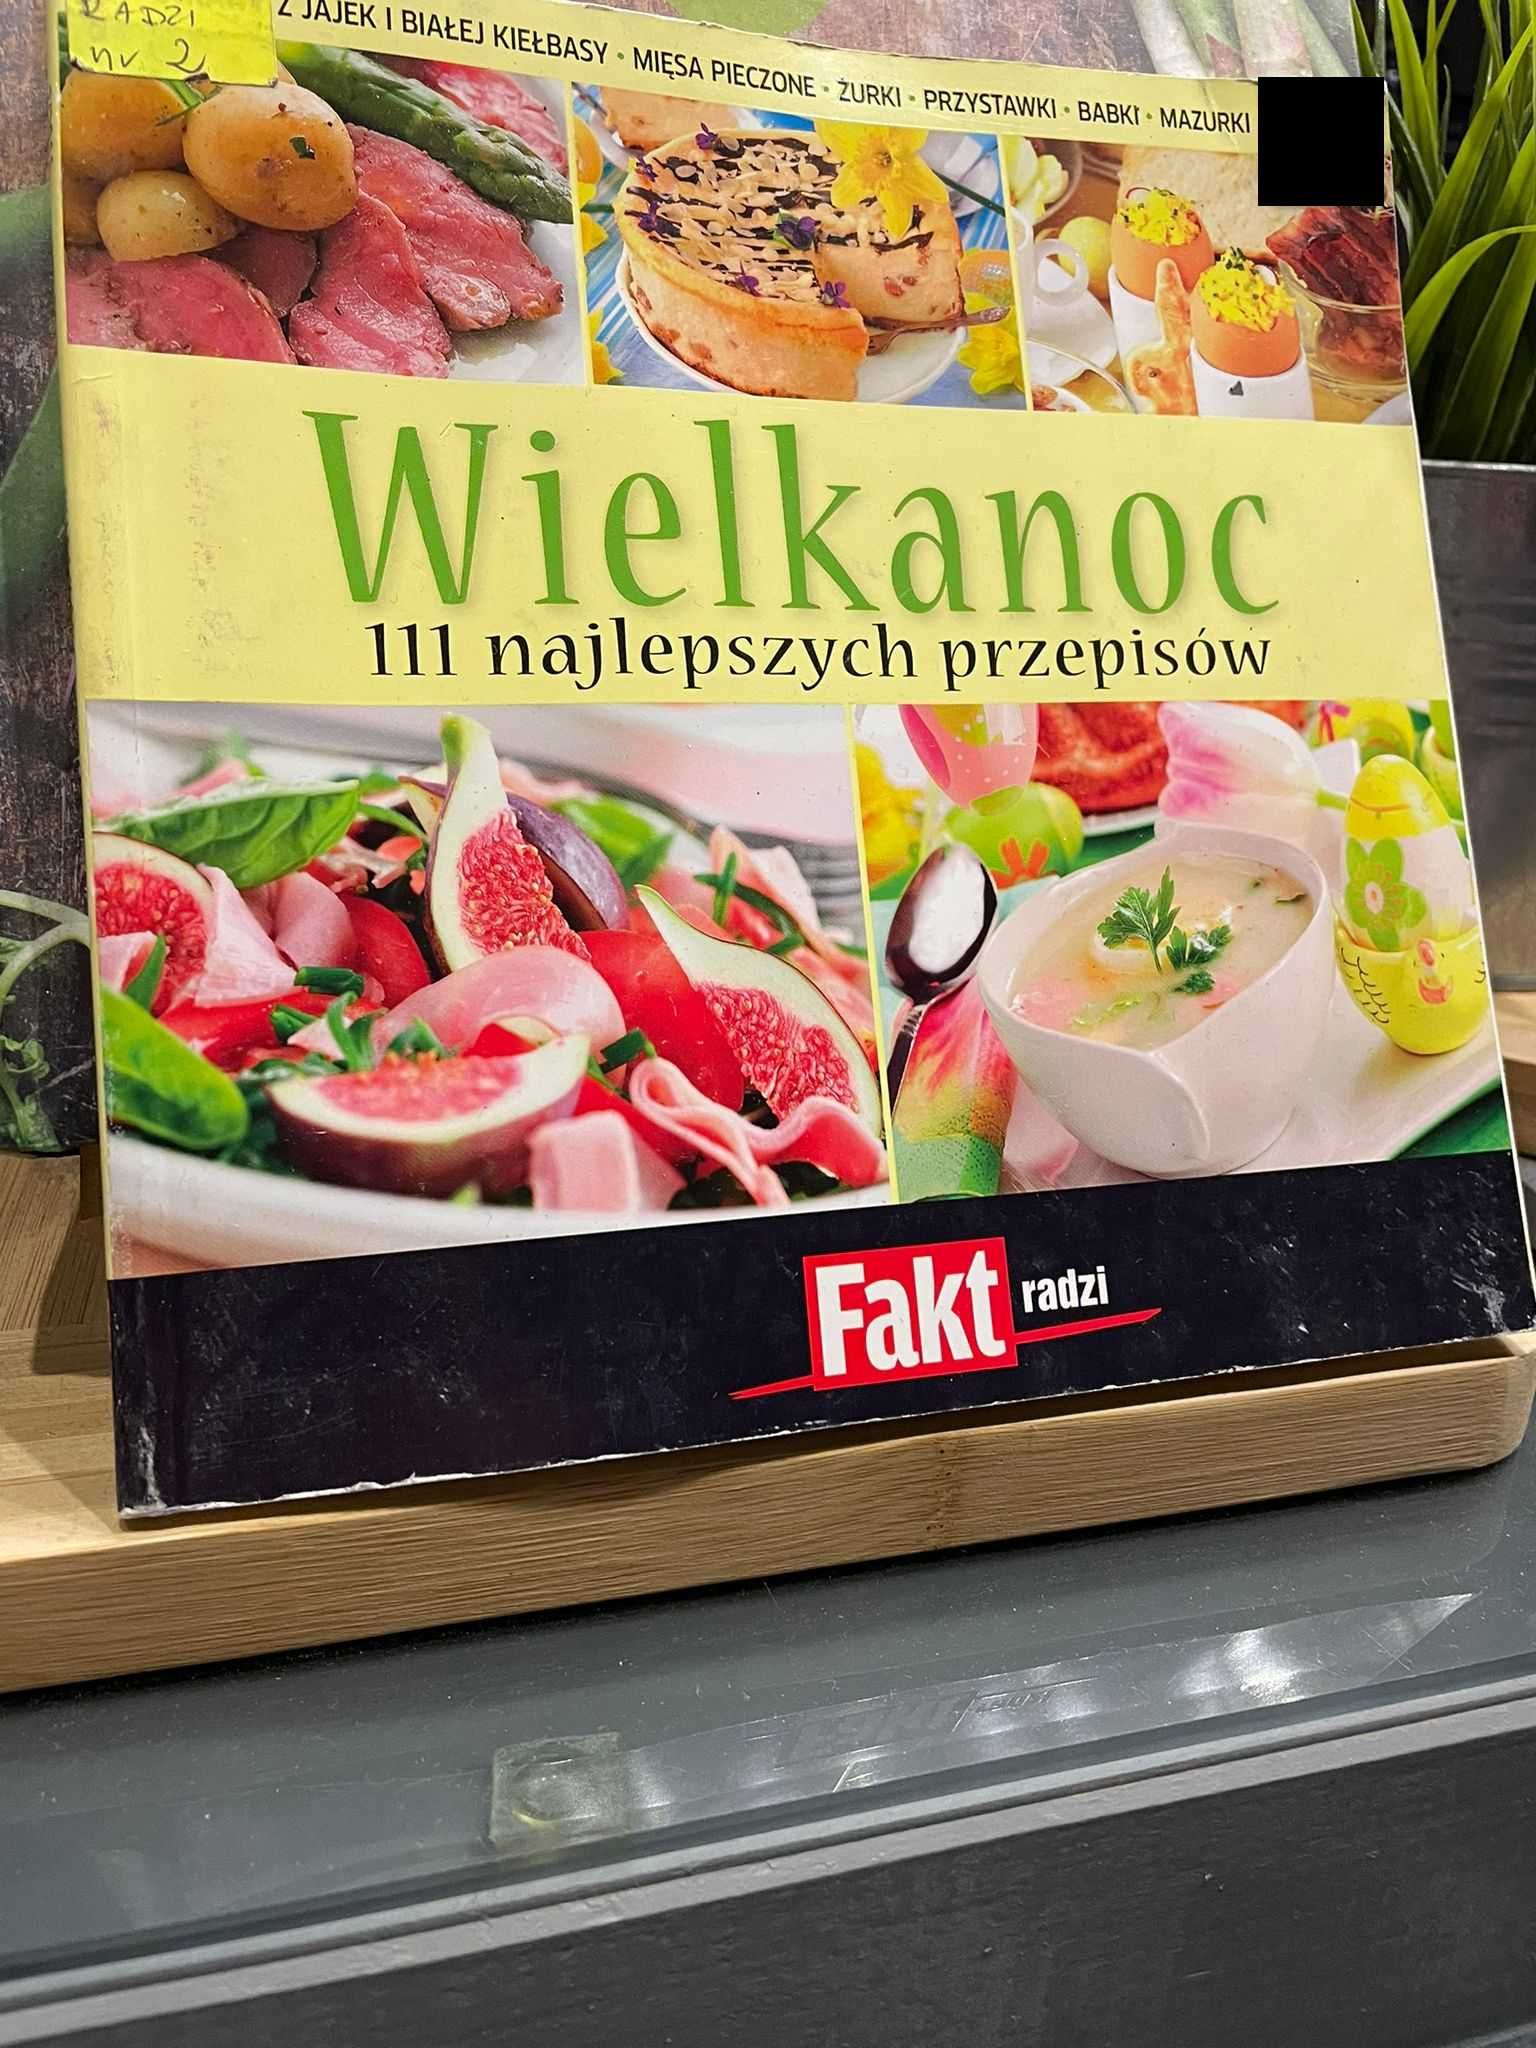 RADZI
nr 2
Z JAJEK I BIAŁEJ KIEŁBASY • MIĘSA PIECZONE • ŻURKI • PRZYSTAWKI • BABKI • MAZURKI
Wielkanoc
111 najlepszych przepisów
Fakt radzi